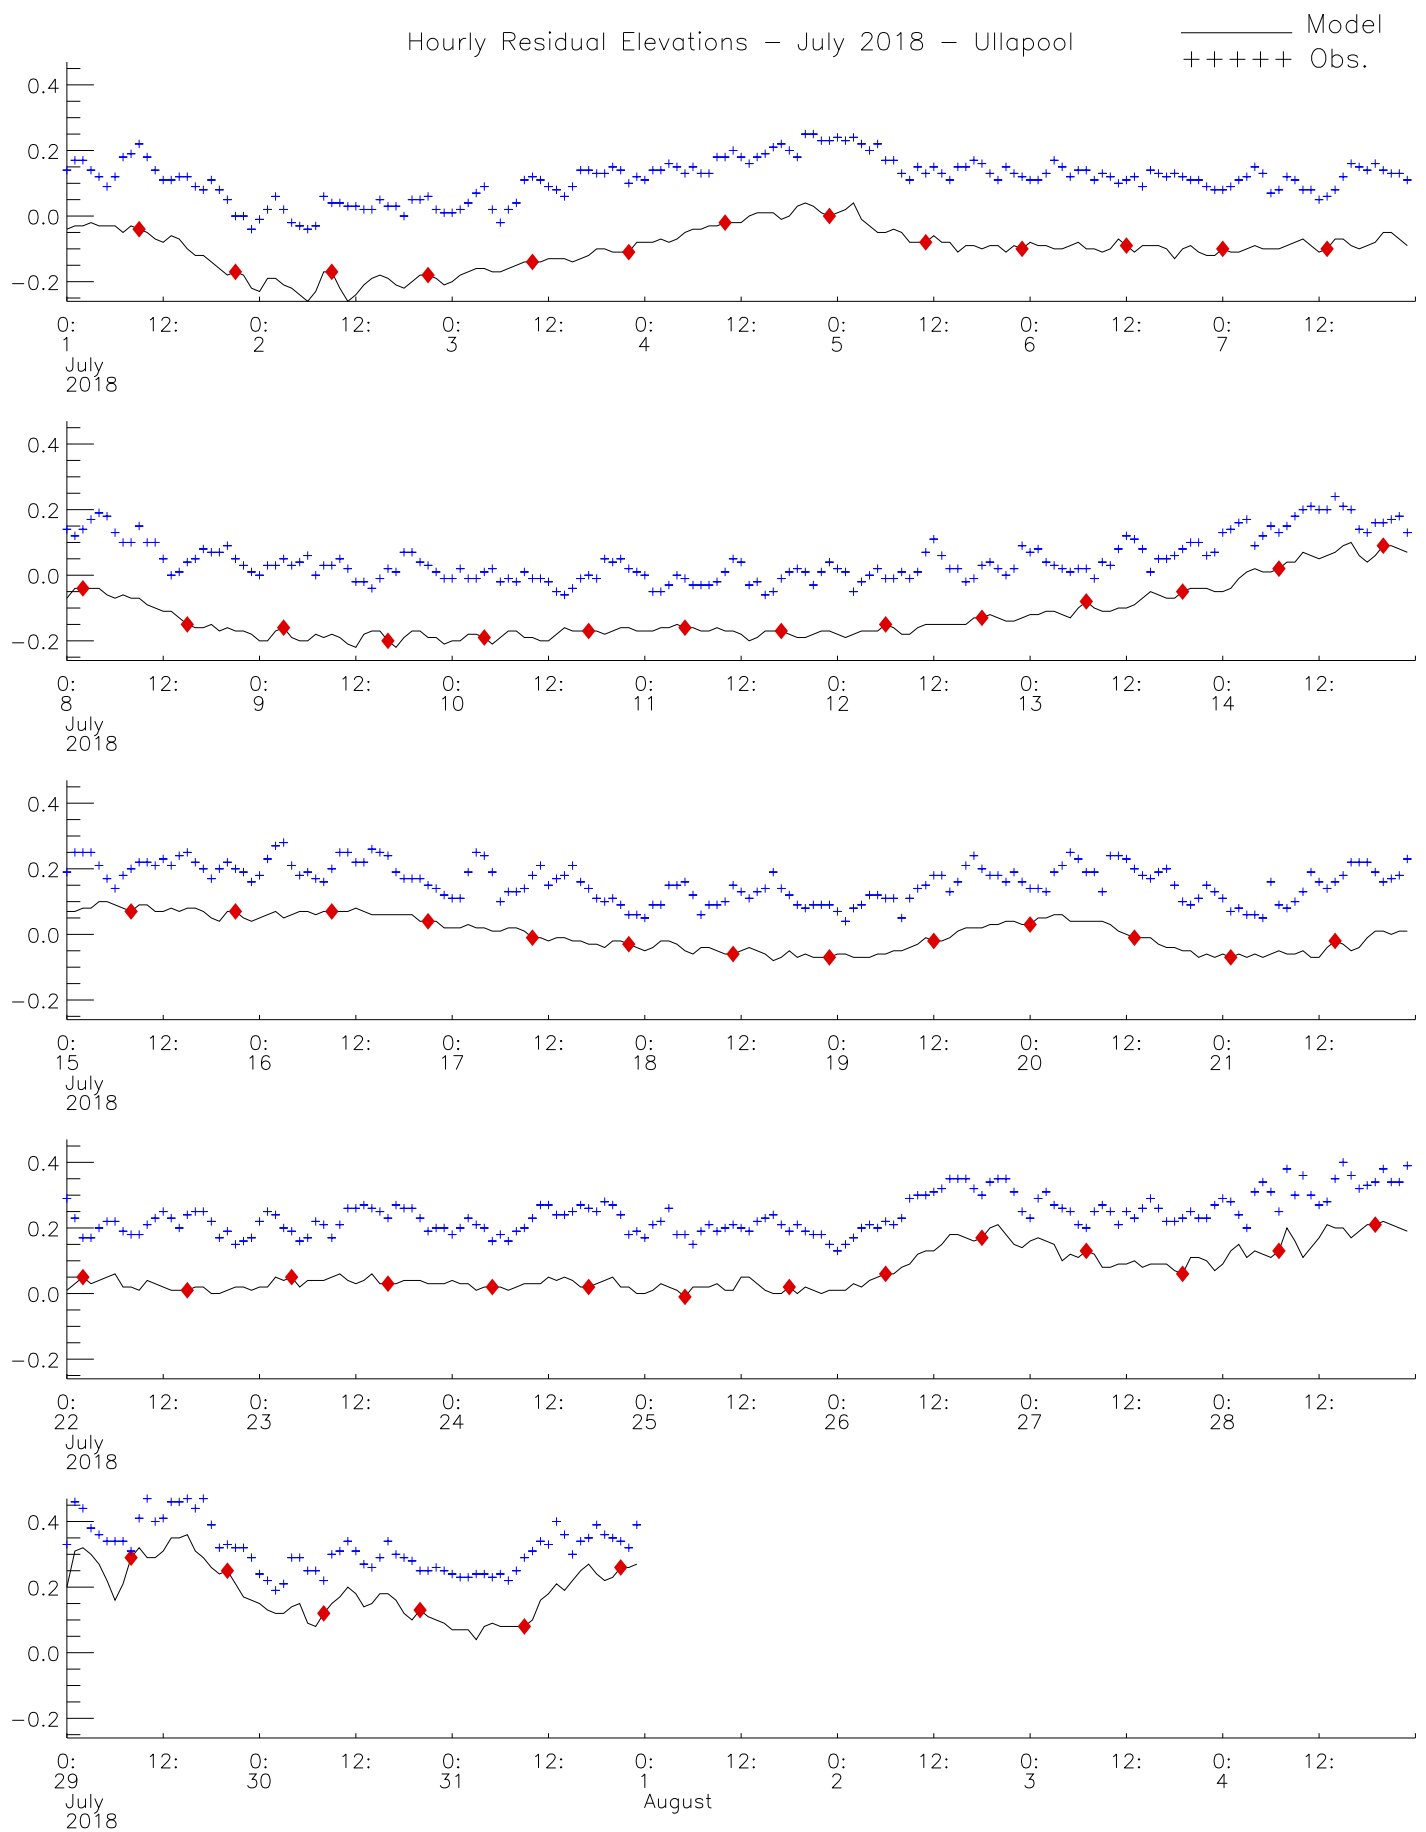 Hourly Residual Elevations – July 2018 – Ullapool
Model
+++++ Obs.
0.4
0.2
0.0
−0.2
0: 12: 0: 12: 0: 12: 0: 12: 0: 12: 0: 12: 0: 12:
1 2 3 4 5 6 7
July
2018
0.4
0.2
0.0
−0.2
0: 12: 0: 12: 0: 12: 0: 12: 0: 12: 0: 12: 0: 12:
8 9 10 11 12 13 14
July
2018
0.4
0.2
0.0
−0.2
0: 12: 0: 12: 0: 12: 0: 12: 0: 12: 0: 12: 0: 12:
15 16 17 18 19 20 21
July
2018
0.4
0.2
0.0
−0.2
0: 12: 0: 12: 0: 12: 0: 12: 0: 12: 0: 12: 0: 12:
22 23 24 25 26 27 28
July
2018
0.4
0.2
0.0
−0.2
0: 12: 0: 12: 0: 12: 0: 12: 0: 12: 0: 12: 0: 12:
29 30 31 1 2 3 4
July August
2018